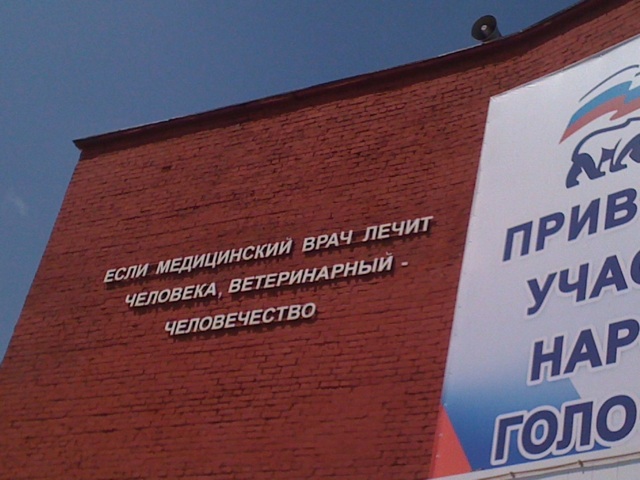 ЕСЛИ МЕДИЦИНСКИЙ ВРАЧ ЛЕЧИТ
ЧЕЛОВЕКА, ВЕТЕРИНАРНЫЙ -
ЧЕЛОВЕЧЕСТВО
ПРИВ
УЧАС
НАР
ГОЛО